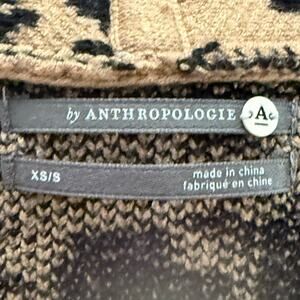 by ANTHROPOLOGIE
A
XS/S
made in china
fabriqué en chine